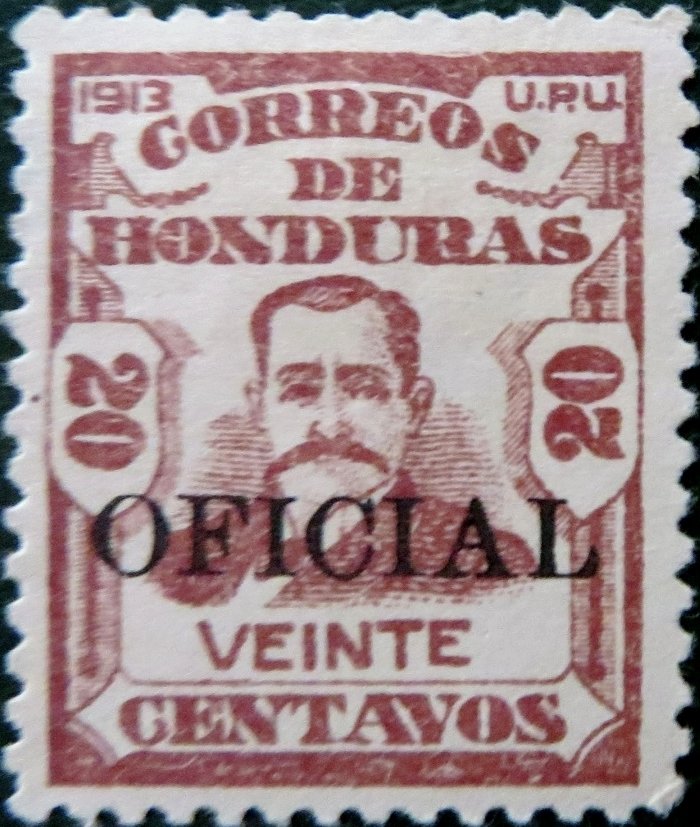 1913 U.P.U.
CORREOS
DE
HONDURAS
20 20
OFICIAL
VEINTE
CENTAVOS